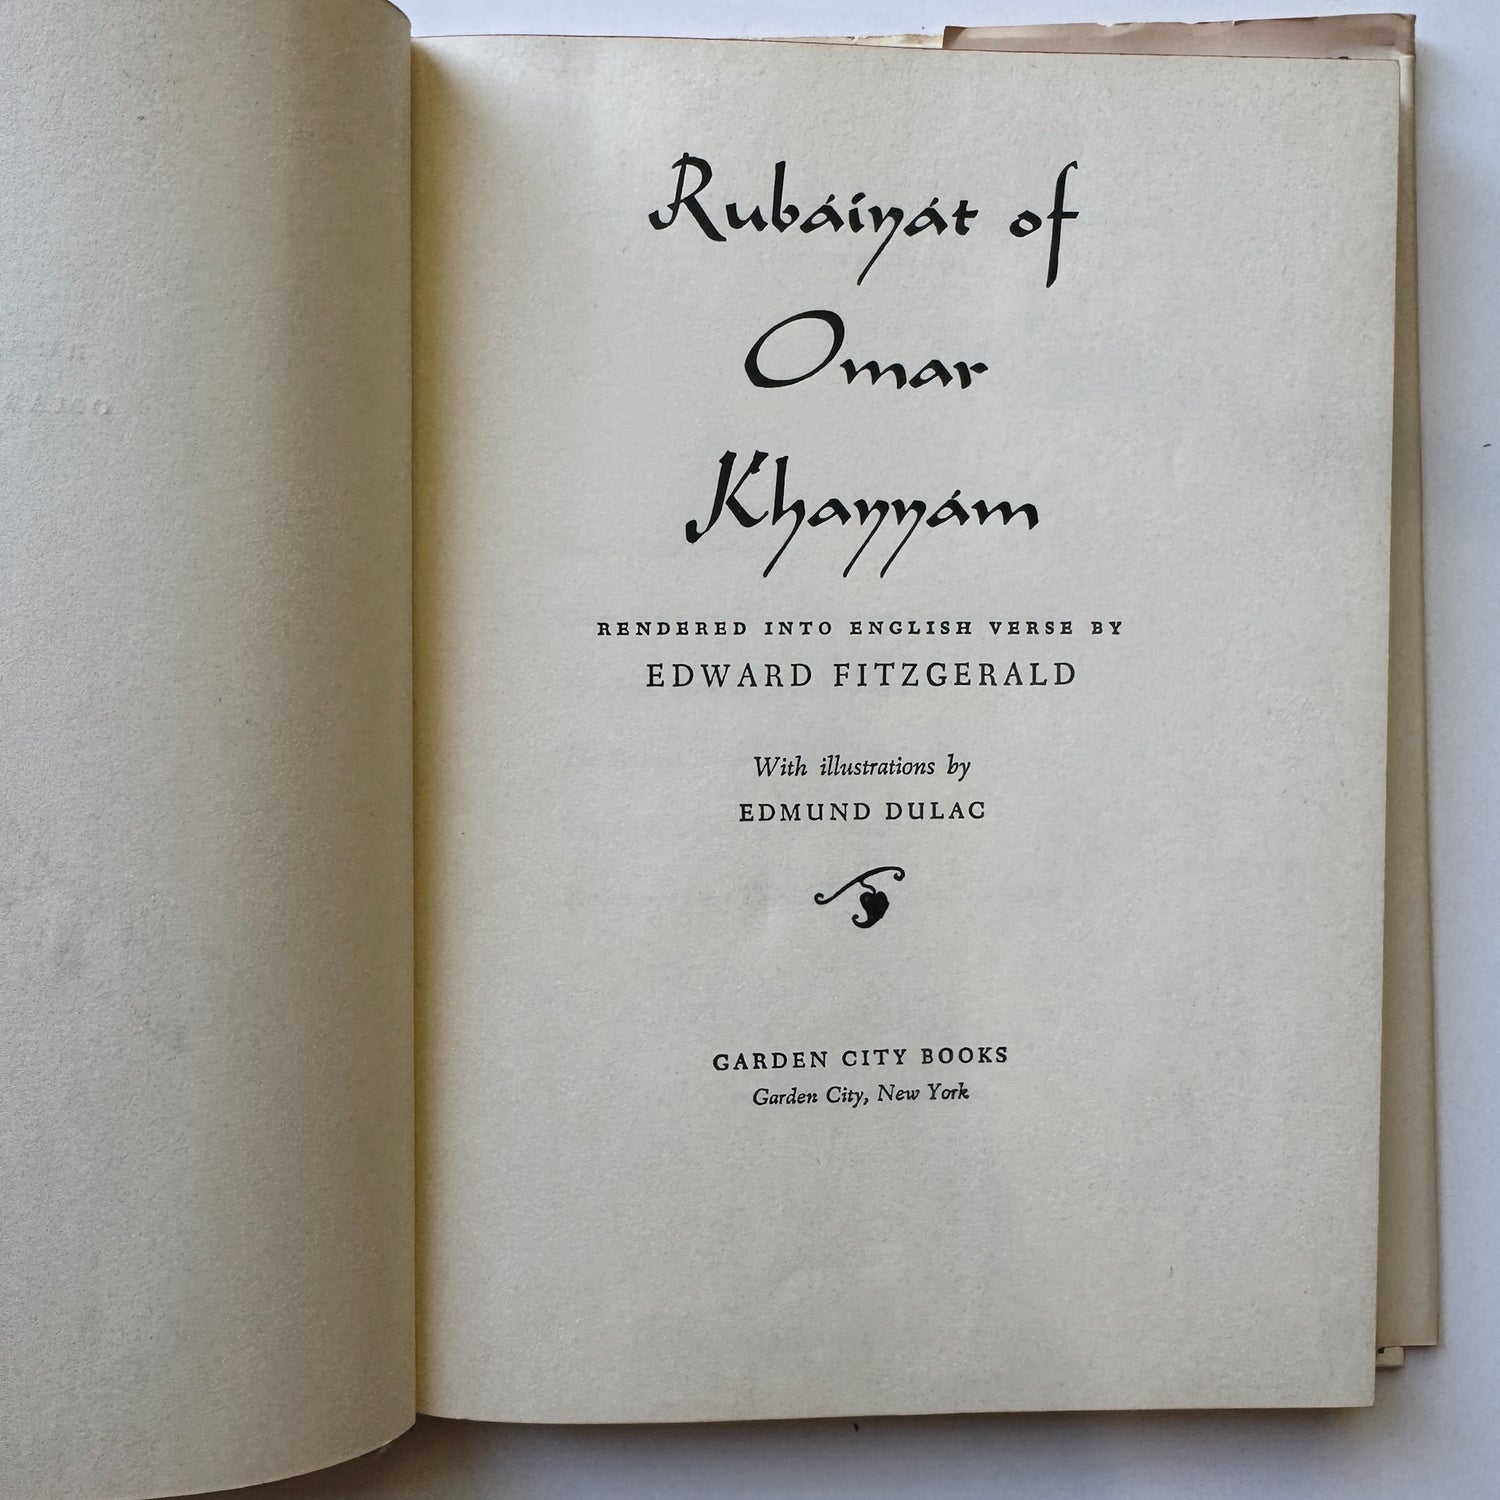 Rubáiyát of
Omar
Khayyám
RENDERED INTO ENGLISH VERSE BY
EDWARD FITZGERALD
With illustrations by
EDMUND DULAC
GARDEN CITY BOOKS
Garden City, New York